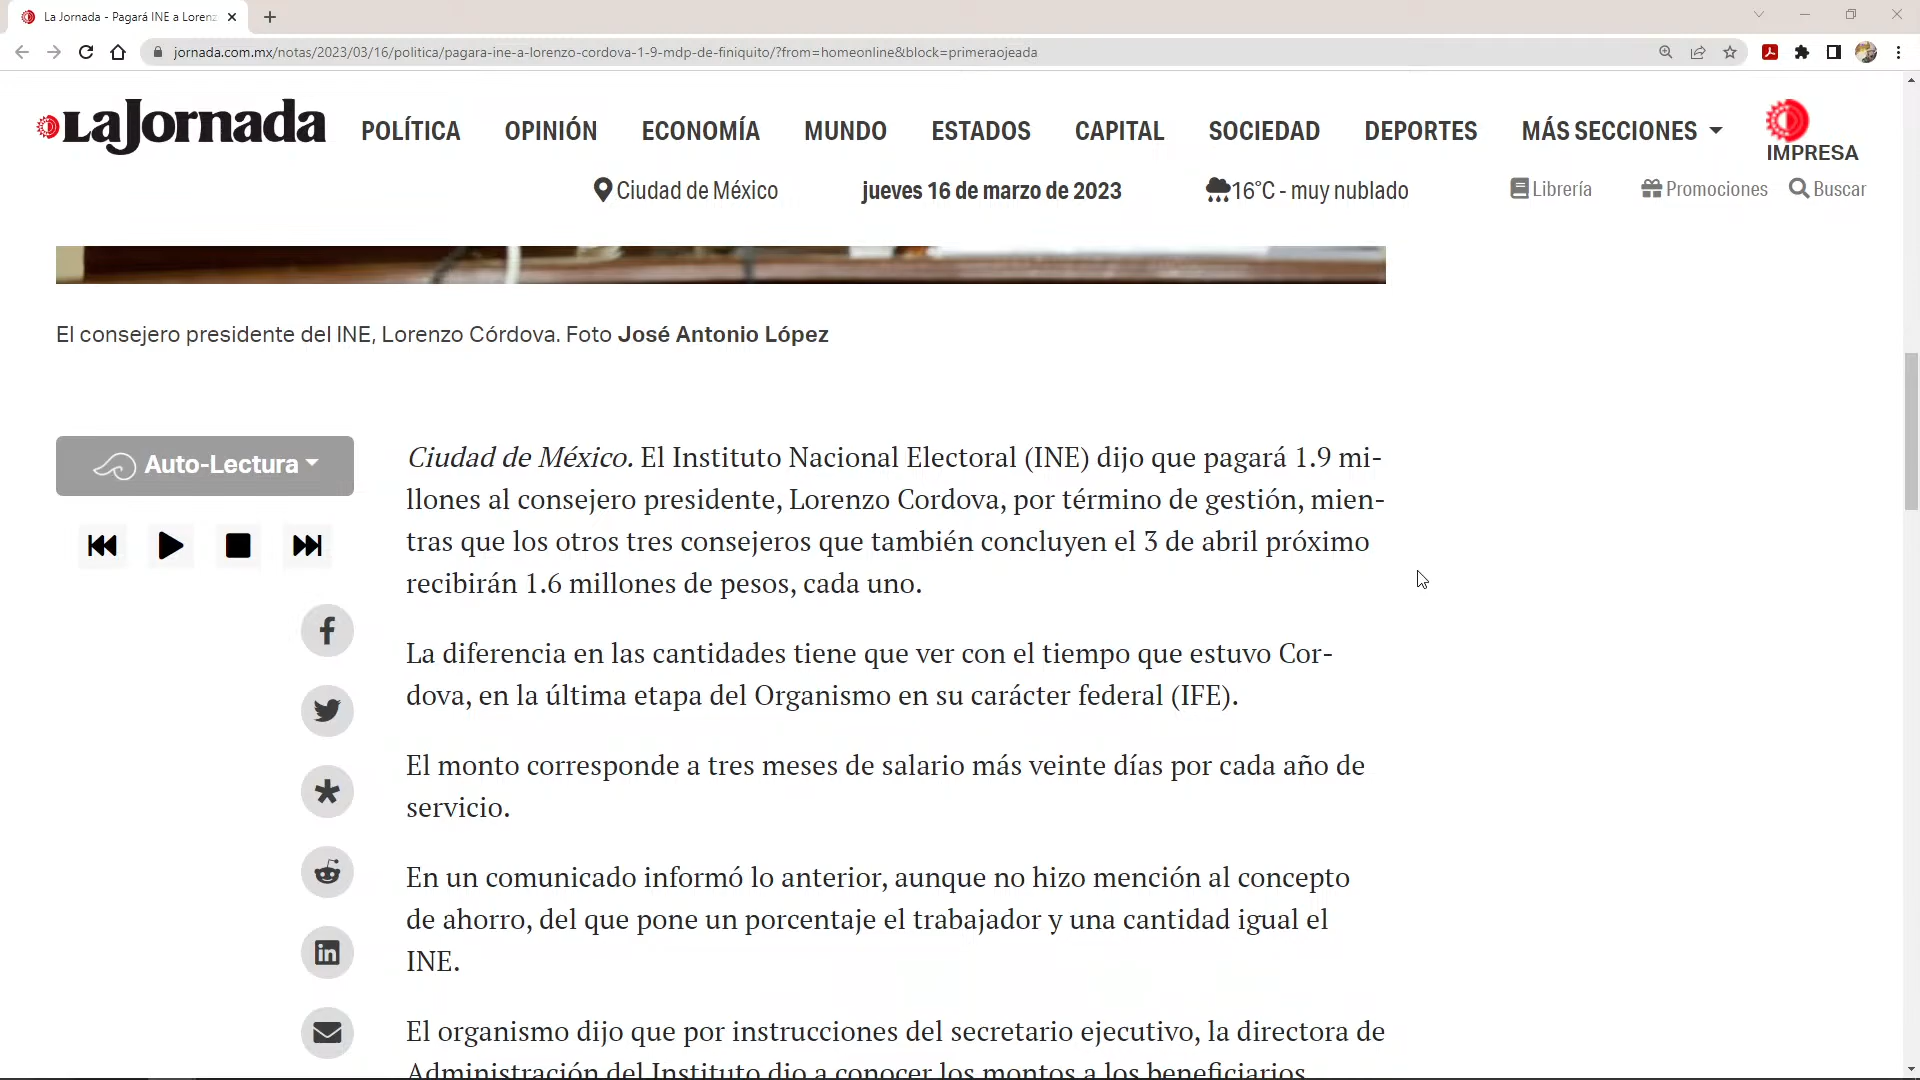 La Jornada - Pagará INE a Lorenz
jornada.com.mx/notas/2023/03/16/politica/pagara-ine-a-lorenzo-cordova-1-9-mdp-de-finiquito/?from=homeonline&block=primeraojeada
LaJornada
POLÍTICA OPINIÓN ECONOMÍA MUNDO ESTADOS CAPITAL SOCIEDAD DEPORTES MÁS SECCIONES
IMPRESA
Ciudad de México jueves 16 de marzo de 2023 16°C - muy nublado Librería Promociones Buscar
El consejero presidente del INE, Lorenzo Córdova. Foto José Antonio López
Auto-Lectura
Ciudad de México. El Instituto Nacional Electoral (INE) dijo que pagará 1.9 mi-
llones al consejero presidente, Lorenzo Cordova, por término de gestión, mien-
tras que los otros tres consejeros que también concluyen el 3 de abril próximo
recibirán 1.6 millones de pesos, cada uno.
La diferencia en las cantidades tiene que ver con el tiempo que estuvo Cor-
dova, en la última etapa del Organismo en su carácter federal (IFE).
El monto corresponde a tres meses de salario más veinte días por cada año de
servicio.
En un comunicado informó lo anterior, aunque no hizo mención al concepto
de ahorro, del que pone un porcentaje el trabajador y una cantidad igual el
INE.
El organismo dijo que por instrucciones del secretario ejecutivo, la directora de
Administración del Instituto dio a conocer los montos a los beneficiarios